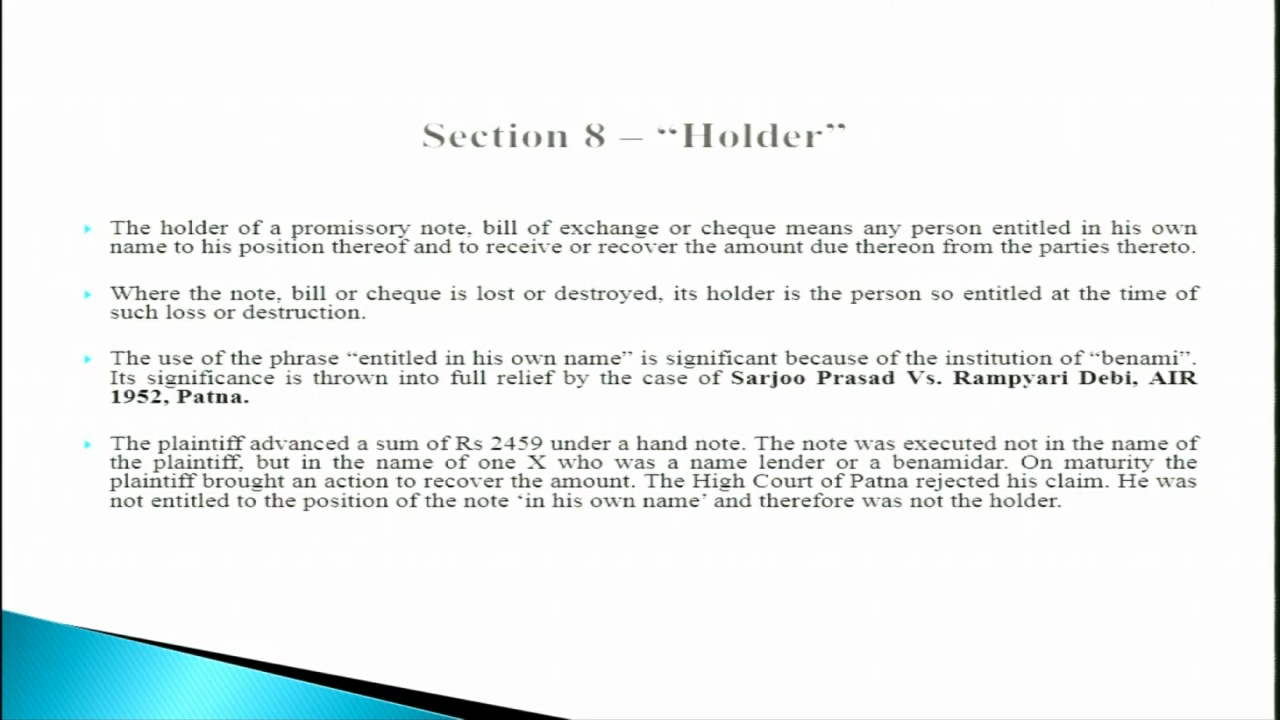 Section 8 – “Holder”
The holder of a promissory note, bill of exchange or cheque means any person entitled in his own
name to his position thereof and to receive or recover the amount due thereon from the parties thereto.
Where the note, bill or cheque is lost or destroyed, its holder is the person so entitled at the time of
such loss or destruction.
The use of the phrase “entitled in his own name” is significant because of the institution of “benami”.
Its significance is thrown into full relief by the case of Sarjoo Prasad Vs. Rampyari Debi, AIR
1952, Patna.
The plaintiff advanced a sum of Rs 2459 under a hand note. The note was executed not in the name of
the plaintiff, but in the name of one X who was a name lender or a benamidar. On maturity the
plaintiff brought an action to recover the amount. The High Court of Patna rejected his claim. He was
not entitled to the position of the note ‘in his own name’ and therefore was not the holder.